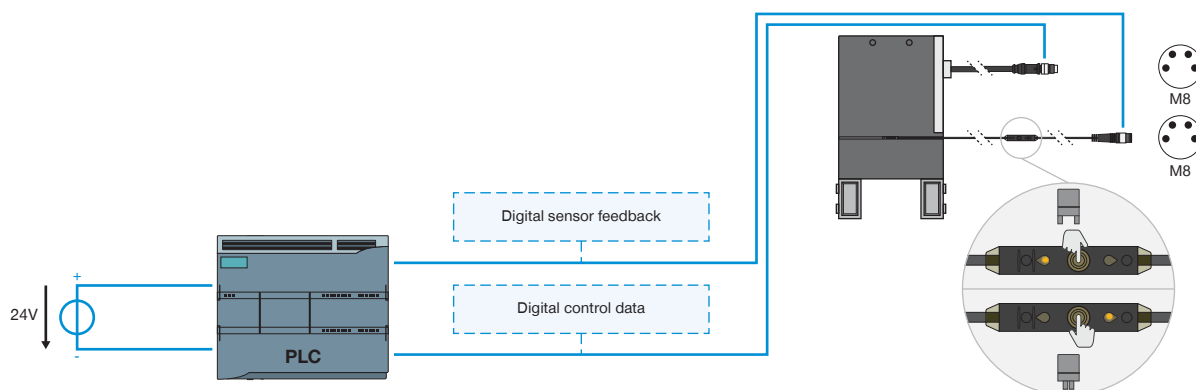 M8
M8
Digital sensor feedback
+
24V
Digital control data
-
PLC